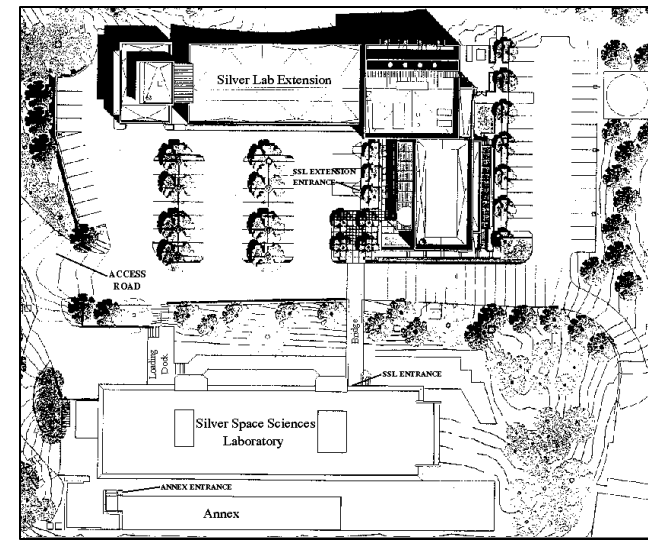 Silver Lab Extension
SSL EXTENSION
ENTRANCE
ACCESS
ROAD
Bridge
Loading
Dock
SSL ENTRANCE
Silver Space Sciences
Laboratory
ANNEX ENTRANCE
Annex